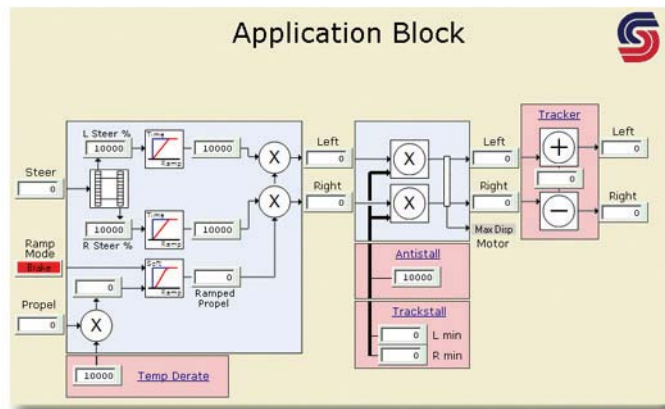 Application Block
L Steer %
10000
Time
Ramp
10000
Steer
0
X
Left
0
Right
0
X
X
X
Left
0
Right
0
Max Disp
Motor
Tracker
+
0
−
Left
0
Right
0
10000
R Steer %
Time
Ramp
10000
Ramp
Mode
Brake
0
Soft
Ramp
0
Ramped
Propel
Propel
0
X
10000
Temp Derate
Antistall
10000
Trackstall
0
L min
0
R min